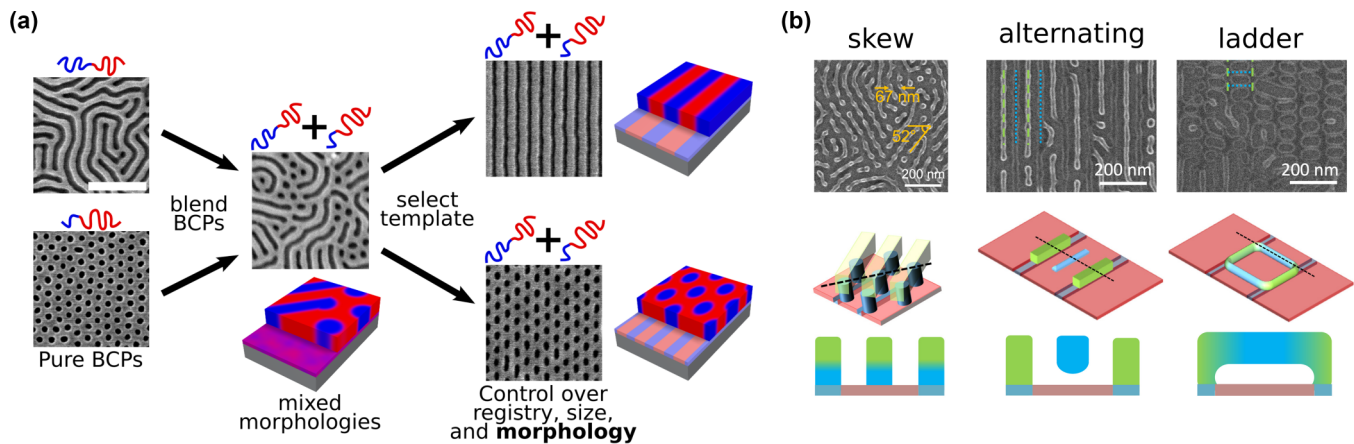 (a)
+
blend
BCPs
Pure BCPs
+
mixed
morphologies
select
template
+
+
Control over
registry, size,
and morphology
(b)
skew
alternating
ladder
67 nm
52°
200 nm
200 nm
200 nm